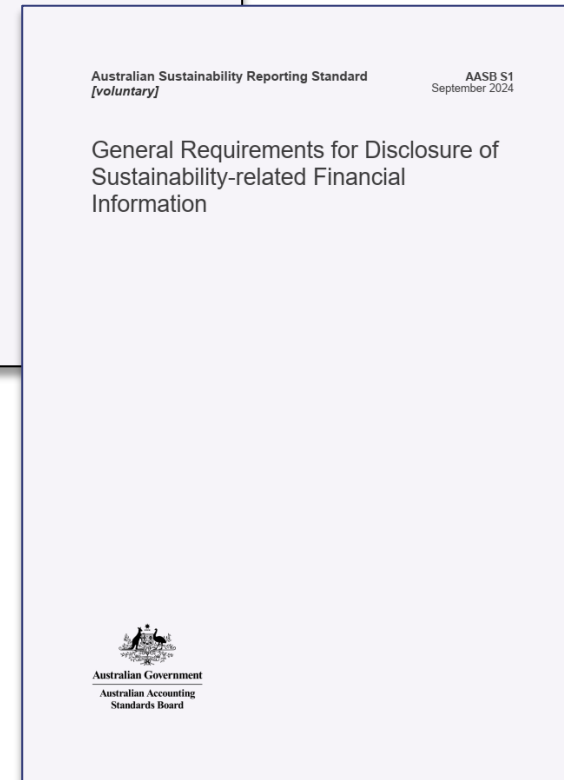 Australian Sustainability Reporting Standard
[voluntary]
AASB S1
September 2024
General Requirements for Disclosure of
Sustainability-related Financial
Information
Australian Government
Australian Accounting
Standards Board